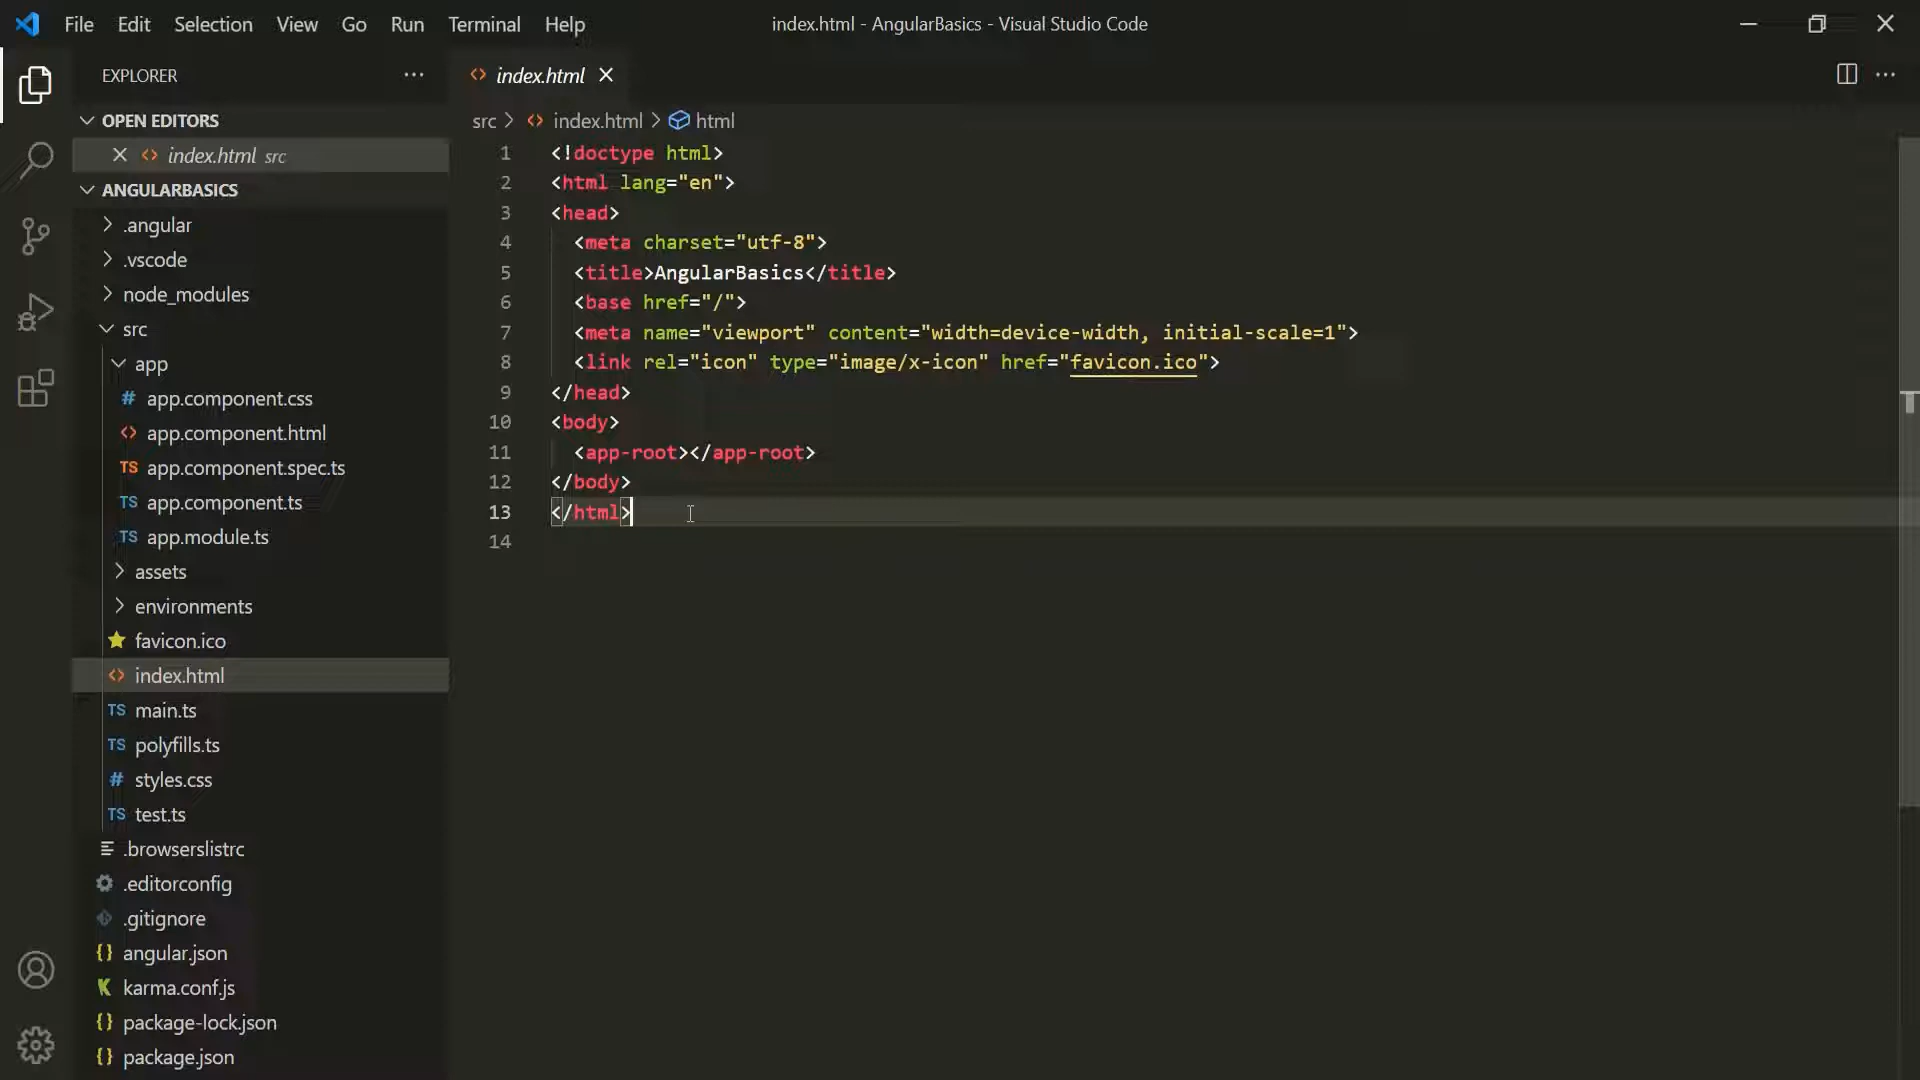 File Edit Selection View Go Run Terminal Help
index.html - AngularBasics - Visual Studio Code
EXPLORER
OPEN EDITORS
index.html src
ANGULARBASICS
.angular
.vscode
node_modules
src
app
# app.component.css
<> app.component.html
TS app.component.spec.ts
TS app.component.ts
TS app.module.ts
assets
environments
favicon.ico
<> index.html
TS main.ts
TS polyfills.ts
# styles.css
TS test.ts
.browserslistrc
.editorconfig
.gitignore
{} angular.json
K karma.conf.js
{} package-lock.json
{} package.json
<> index.html
src > <> index.html > html
1 <!doctype html>
2 <html lang="en">
3 <head>
4 <meta charset="utf-8">
5 <title>AngularBasics</title>
6 <base href="/">
7 <meta name="viewport" content="width=device-width, initial-scale=1">
8 <link rel="icon" type="image/x-icon" href="favicon.ico">
9 </head>
10 <body>
11 <app-root></app-root>
12 </body>
13 </html>
14